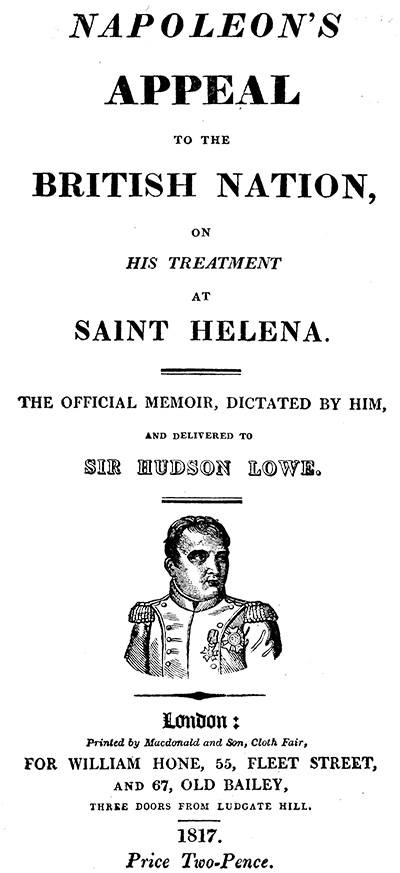 NAPOLEON'S
APPEAL
TO THE
BRITISH NATION,
ON
HIS TREATMENT
AT
SAINT HELENA.
THE OFFICIAL MEMOIR, DICTATED BY HIM,
AND DELIVERED TO
SIR HUDSON LOWE.
London:
Printed by Macdonald and Son, Cloth Fair,
FOR WILLIAM HONE, 55, FLEET STREET,
AND 67, OLD BAILEY,
THREE DOORS FROM LUDGATE HILL.
1817.
Price Two-Pence.